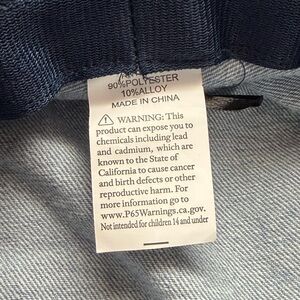 90%POLYESTER
10%ALLOY
MADE IN CHINA
⚠ WARNING: This
product can expose you to
chemicals including lead
and cadmium, which are
known to the State of
California to cause cancer
and birth defects or other
reproductive harm. For
more information go to
www.P65Warnings.ca.gov.
Not intended for children 14 and under